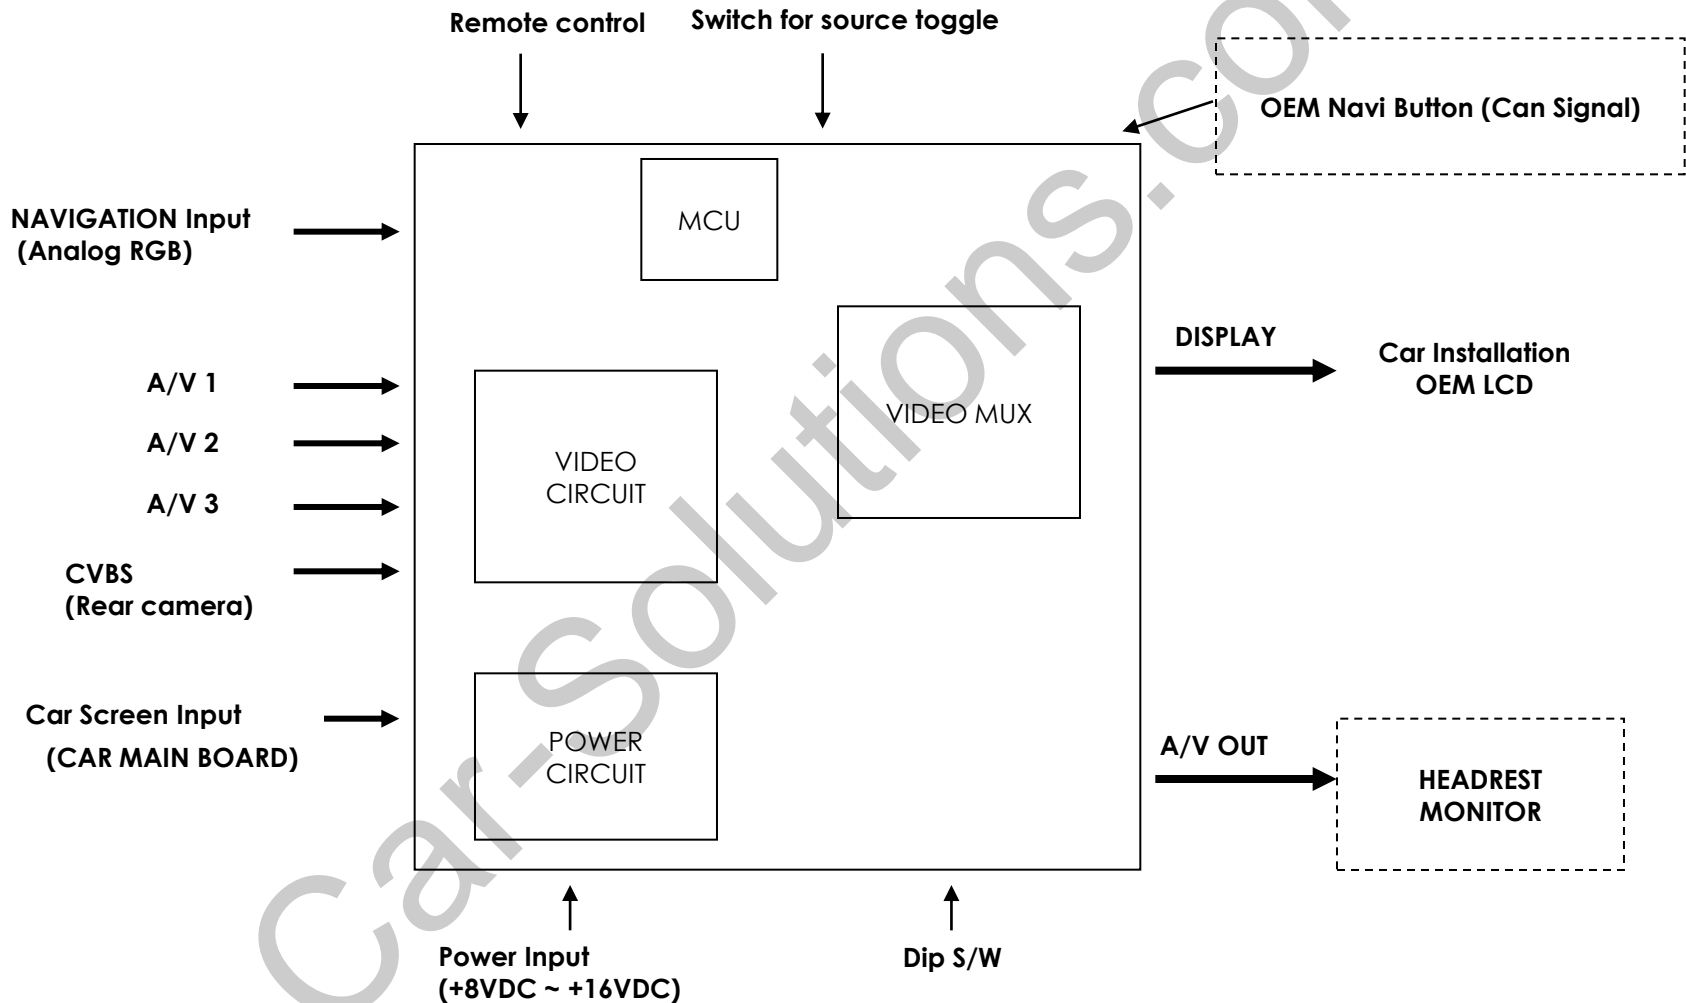 Remote control
Switch for source toggle
OEM Navi Button (Can Signal)
NAVIGATION Input
(Analog RGB)
MCU
A/V 1
A/V 2
A/V 3
CVBS
(Rear camera)
VIDEO
CIRCUIT
VIDEO MUX
DISPLAY
Car Installation
OEM LCD
Car Screen Input
(CAR MAIN BOARD)
POWER
CIRCUIT
A/V OUT
HEADREST
MONITOR
Power Input
(+8VDC ~ +16VDC)
Dip S/W
Car-Solutions.com